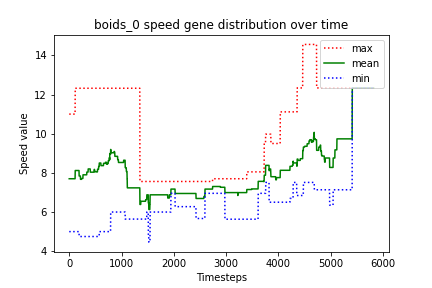 boids_0 speed gene distribution over time
max
mean
min
Speed value
14
12
10
8
6
4
0
1000
2000
3000
4000
5000
6000
Timesteps